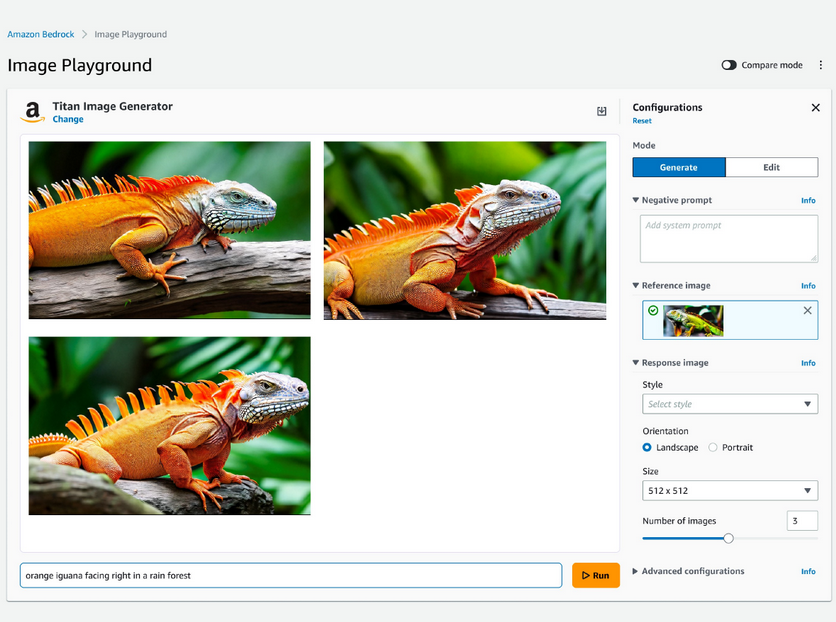 Amazon Bedrock > Image Playground
Image Playground
Compare mode
a
Titan Image Generator
Change
Configurations
Reset
Mode
Generate
Edit
Negative prompt
Info
Add system prompt
Reference image
Info
Response image
Info
Style
Select style
Orientation
Landscape
Portrait
Size
512 x 512
Number of images
3
orange iguana facing right in a rain forest
Run
Advanced configurations
Info